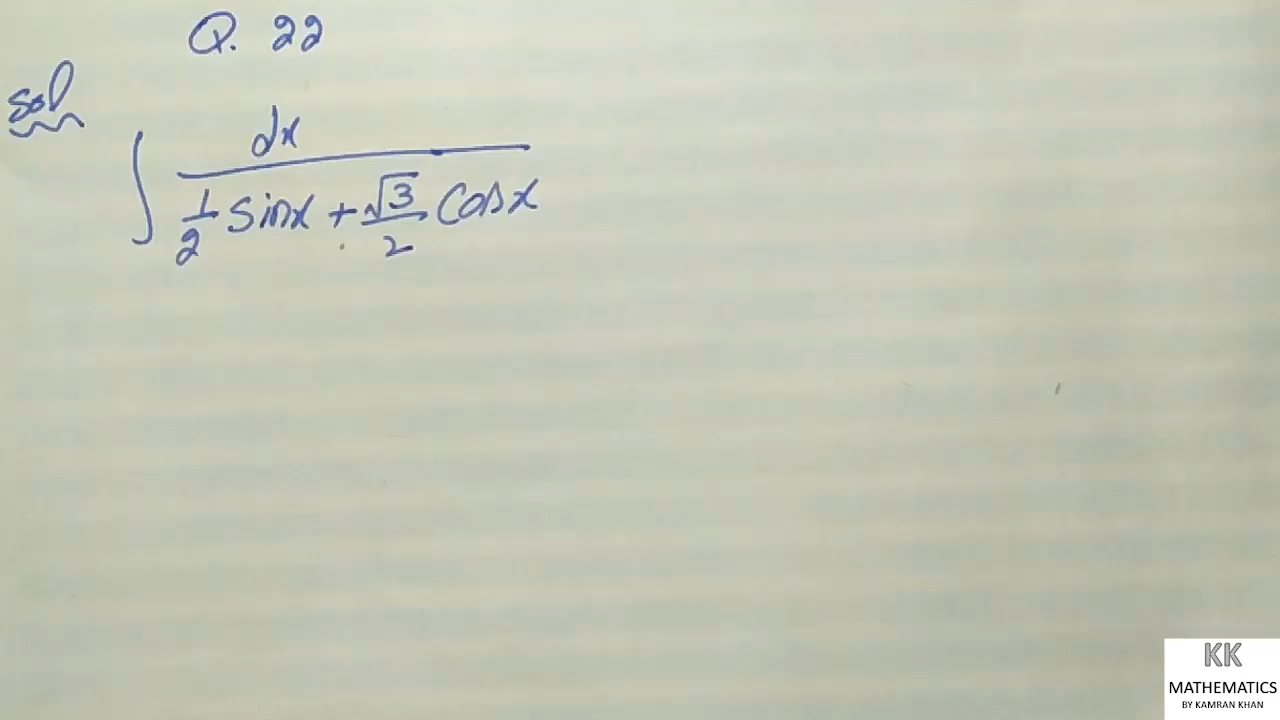 Q. 22
Sol
∫ dx / (1/2 Sinx + √3/2 Cosx)
KK
MATHEMATICS
BY KAMRAN KHAN